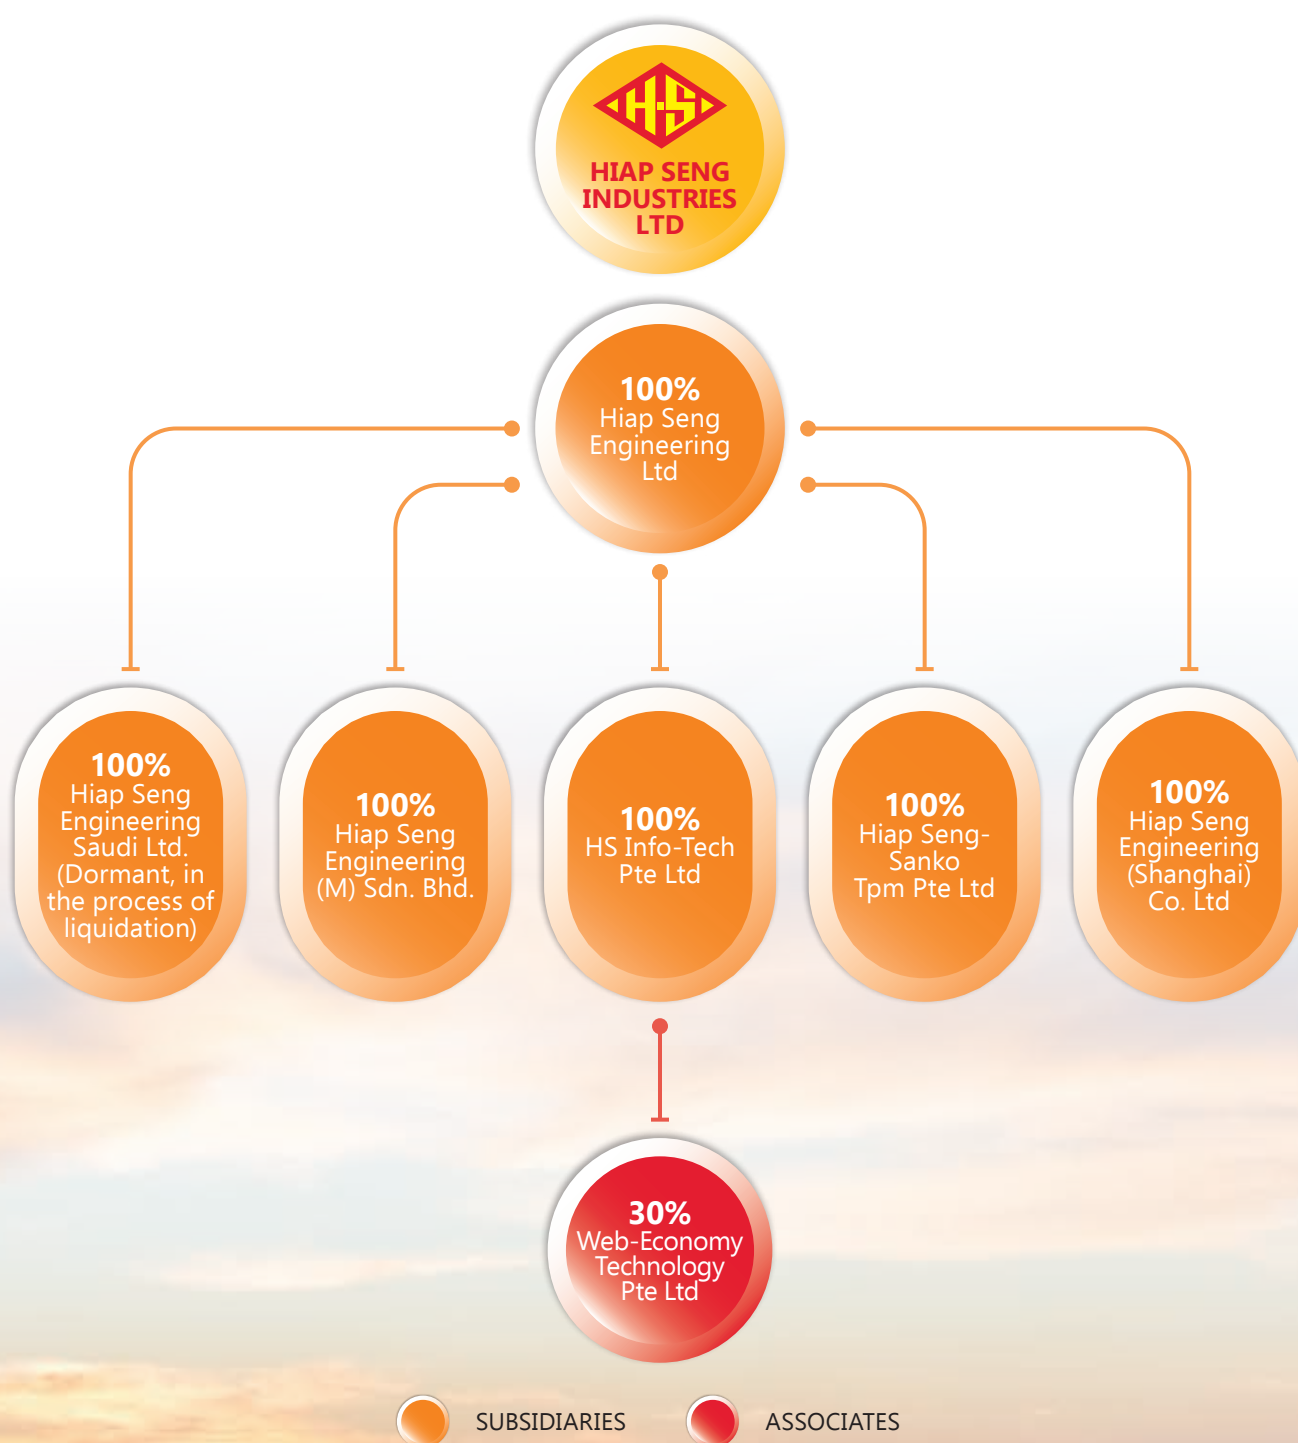 H-S
HIAP SENG
INDUSTRIES
LTD
100%
Hiap Seng
Engineering
Ltd
100%
Hiap Seng
Engineering
Saudi Ltd.
(Dormant, in
the process of
liquidation)
100%
Hiap Seng
Engineering
(M) Sdn. Bhd.
100%
HS Info-Tech
Pte Ltd
100%
Hiap Seng-
Sanko
Tpm Pte Ltd
100%
Hiap Seng
Engineering
(Shanghai)
Co. Ltd
30%
Web-Economy
Technology
Pte Ltd
SUBSIDIARIES
ASSOCIATES